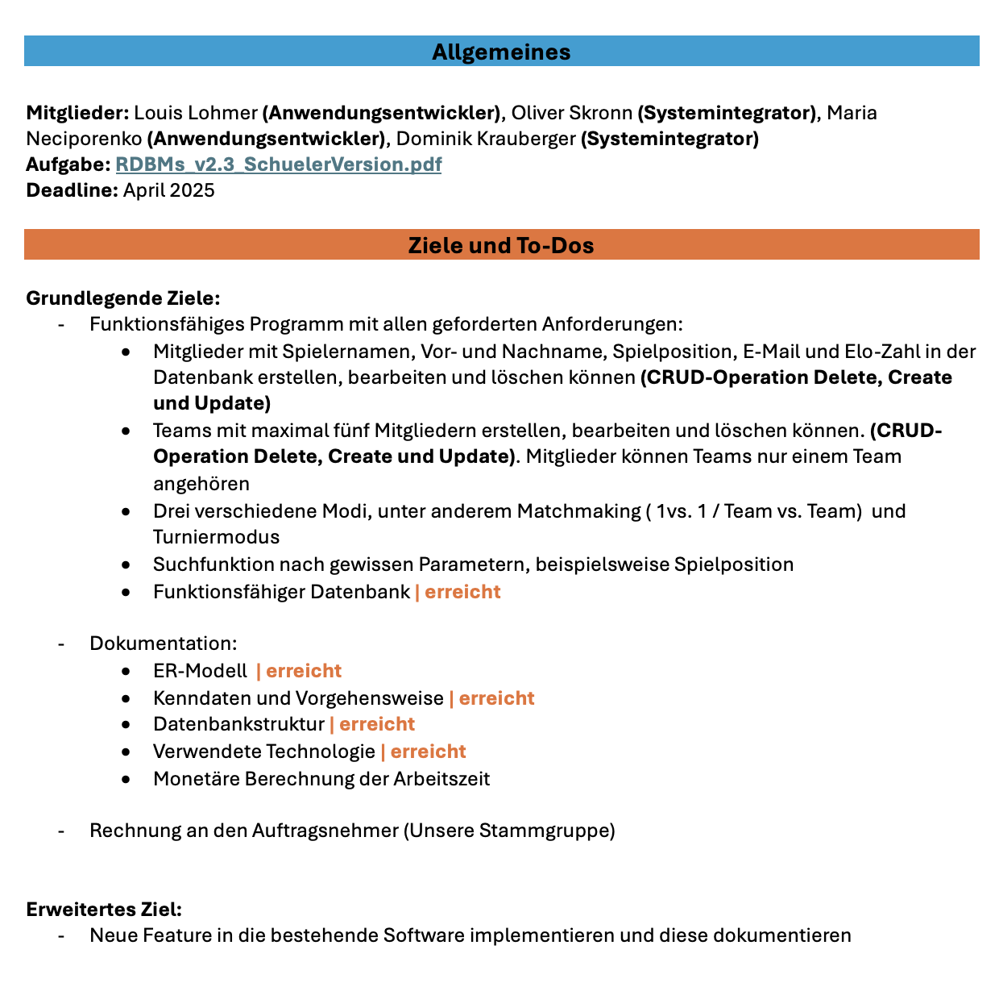 Allgemeines
Mitglieder: Louis Lohmer (Anwendungsentwickler), Oliver Skronn (Systemintegrator), Maria
Neciporenko (Anwendungsentwickler), Dominik Krauberger (Systemintegrator)
Aufgabe: RDBMs_v2.3_SchuelerVersion.pdf
Deadline: April 2025
Ziele und To-Dos
Grundlegende Ziele:
- Funktionsfähiges Programm mit allen geforderten Anforderungen:
• Mitglieder mit Spielernamen, Vor- und Nachname, Spielposition, E-Mail und Elo-Zahl in der
Datenbank erstellen, bearbeiten und löschen können (CRUD-Operation Delete, Create
und Update)
• Teams mit maximal fünf Mitgliedern erstellen, bearbeiten und löschen können. (CRUD-
Operation Delete, Create und Update). Mitglieder können Teams nur einem Team
angehören
• Drei verschiedene Modi, unter anderem Matchmaking ( 1vs. 1 / Team vs. Team)  und
Turniermodus
• Suchfunktion nach gewissen Parametern, beispielsweise Spielposition
• Funktionsfähiger Datenbank | erreicht
- Dokumentation:
• ER-Modell  | erreicht
• Kenndaten und Vorgehensweise | erreicht
• Datenbankstruktur | erreicht
• Verwendete Technologie | erreicht
• Monetäre Berechnung der Arbeitszeit
- Rechnung an den Auftragsnehmer (Unsere Stammgruppe)
Erweitertes Ziel:
- Neue Feature in die bestehende Software implementieren und diese dokumentieren